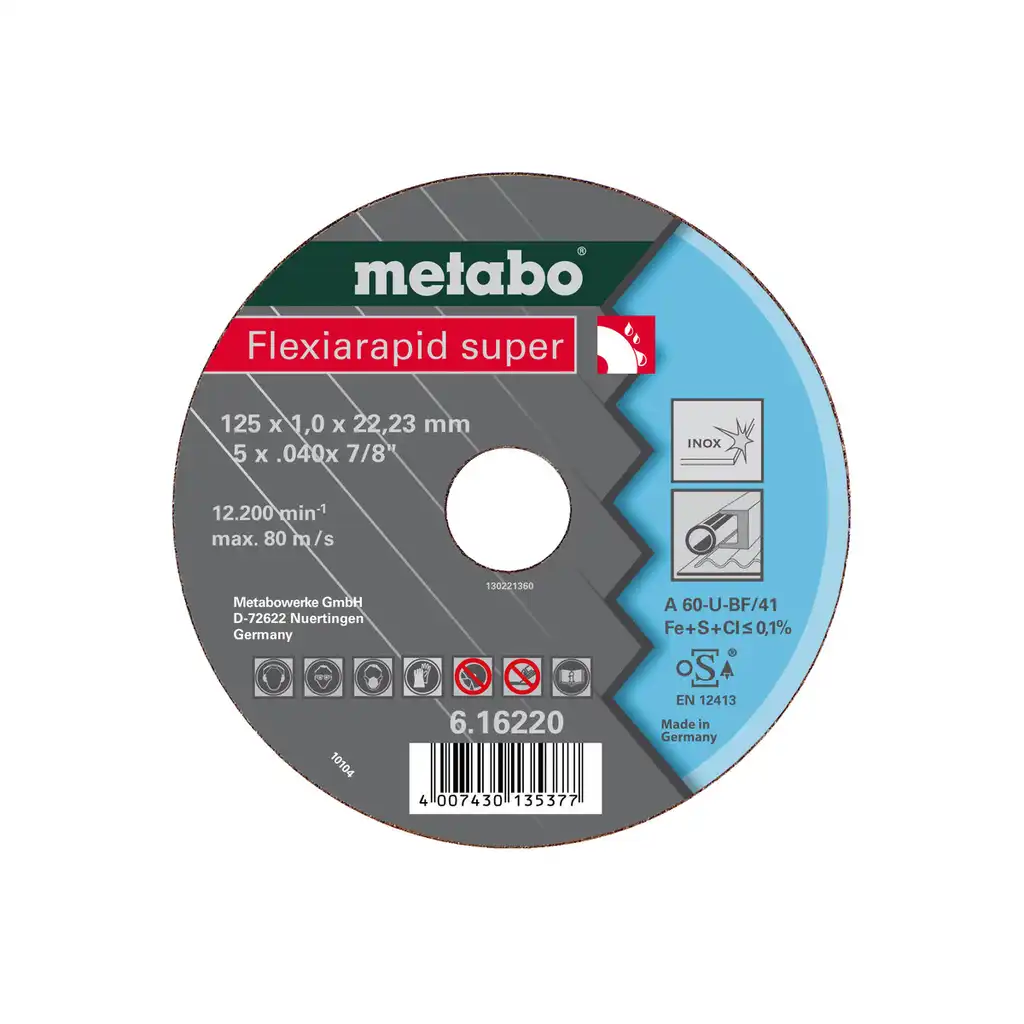 metabo®
Flexiarapid super
125 x 1,0 x 22,23 mm
5 x .040x 7/8"
INOX
12.200 min-1
max. 80 m/s
130221360
Metabowerke GmbH
D-72622 Nuertingen
Germany
A 60-U-BF/41
Fe+S+Cl≤0,1%
oSA®
EN 12413
Made in
Germany
6.16220
10104
4 007430 135377